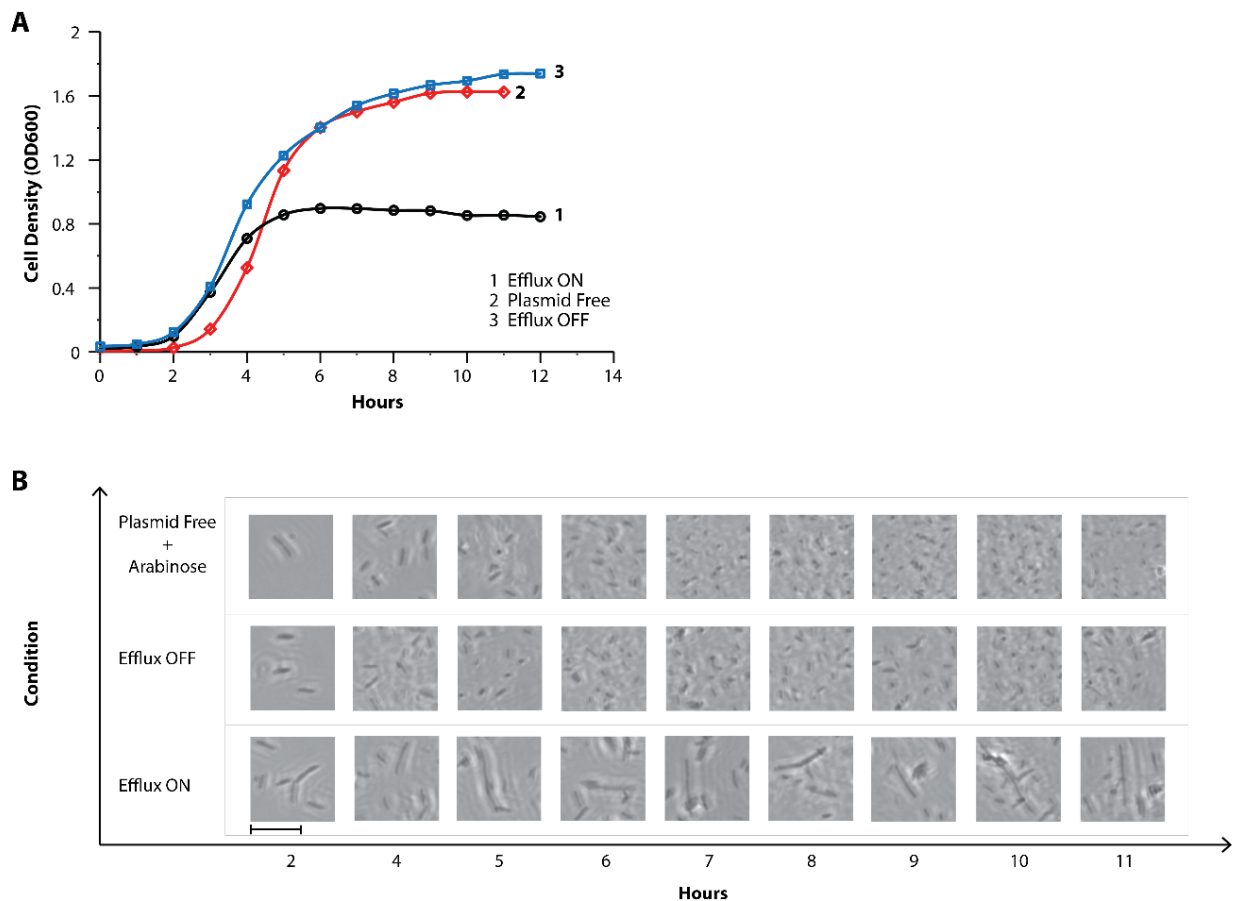 A
2
1.6
1.2
0.8
0.4
0
Cell Density (OD600)
3
2
1
1 Efflux ON
2 Plasmid Free
3 Efflux OFF
0 2 4 6 8 10 12 14
Hours
B
Condition
Plasmid Free
+
Arabinose
Efflux OFF
Efflux ON
2 4 5 6 7 8 9 10 11
Hours